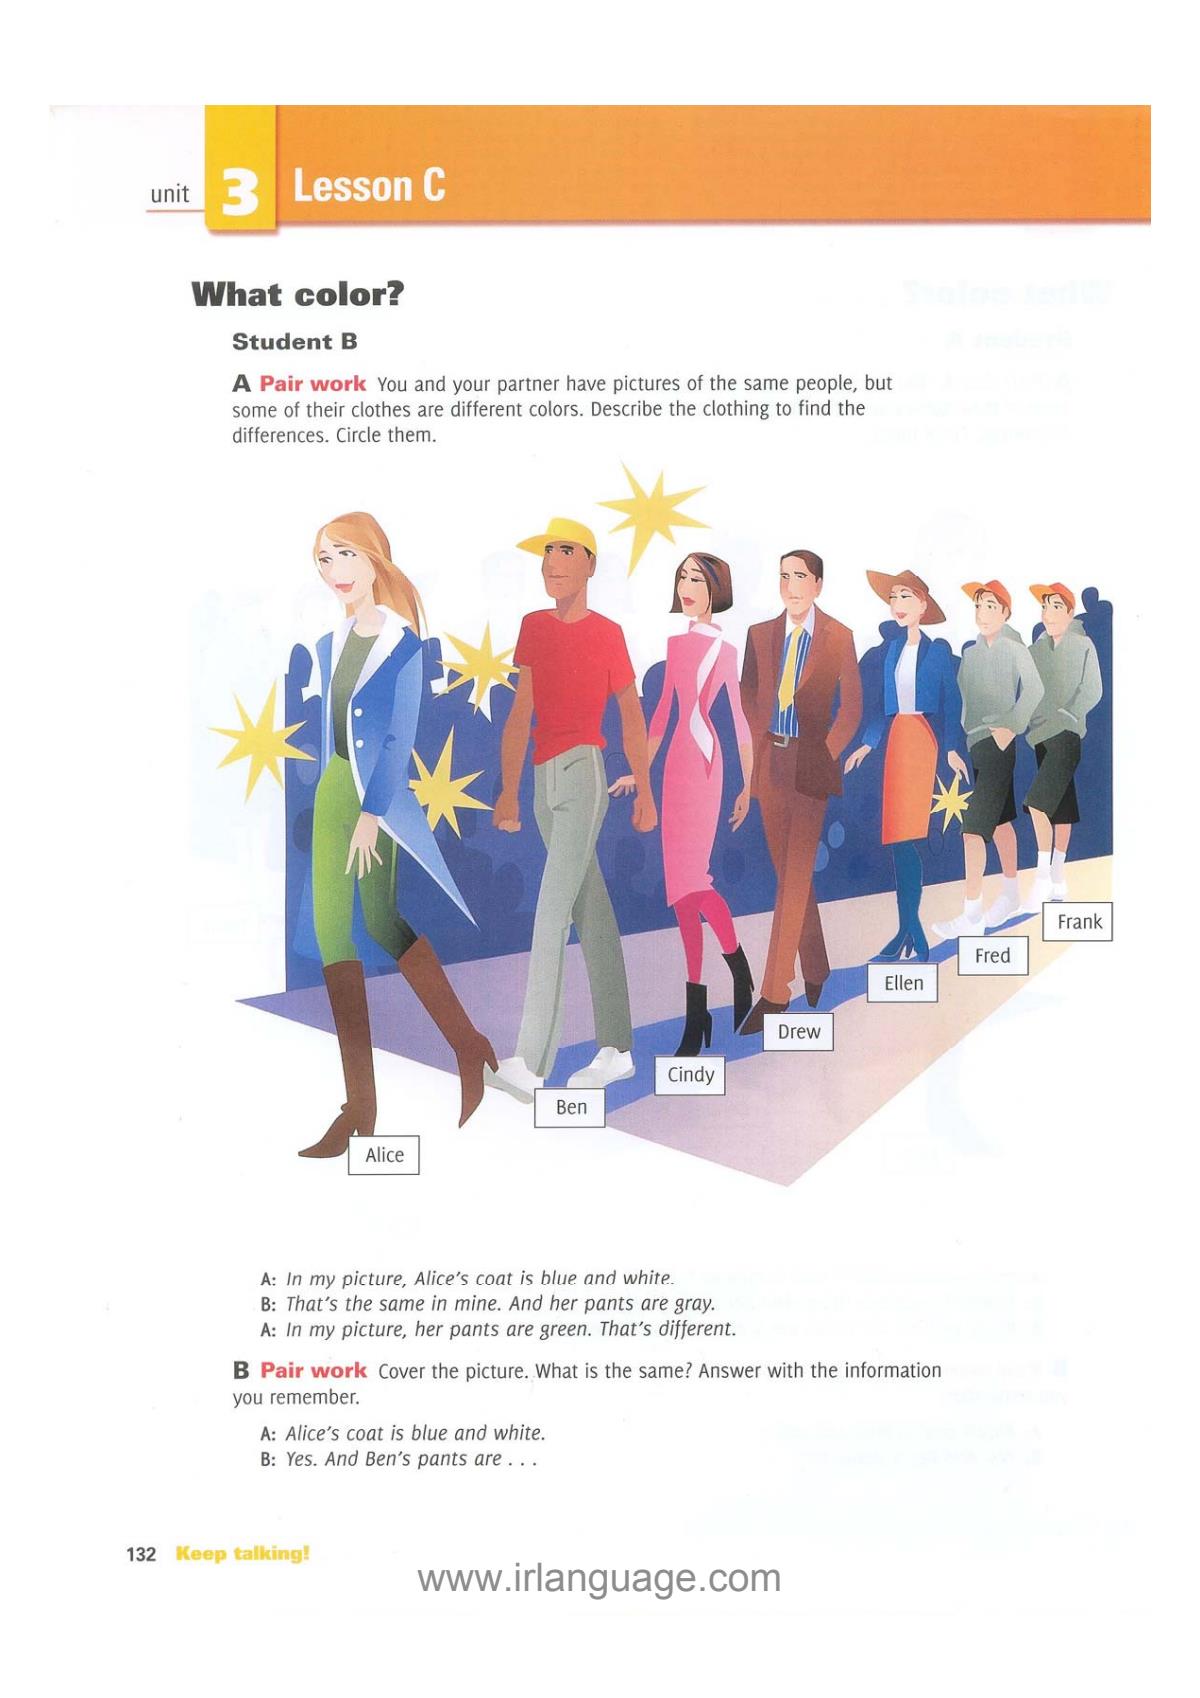 unit 3 Lesson C
What color?
Student B
A Pair work You and your partner have pictures of the same people, but
some of their clothes are different colors. Describe the clothing to find the
differences. Circle them.
Frank
Fred
Ellen
Drew
Cindy
Ben
Alice
A: In my picture, Alice's coat is blue and white.
B: That's the same in mine. And her pants are gray.
A: In my picture, her pants are green. That's different.
B Pair work Cover the picture. What is the same? Answer with the information
you remember.
A: Alice's coat is blue and white.
B: Yes. And Ben's pants are . . .
132 Keep talking!
www.irlanguage.com